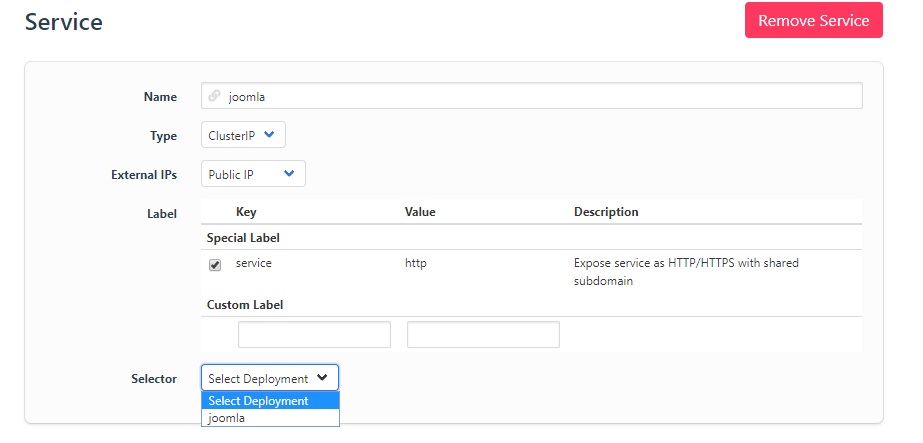 Service
Remove Service
Name joomla
Type ClusterIP
External IPs Public IP
Label Key Value Description
Special Label
service http Expose service as HTTP/HTTPS with shared
subdomain
Custom Label
Selector Select Deployment
Select Deployment
joomla